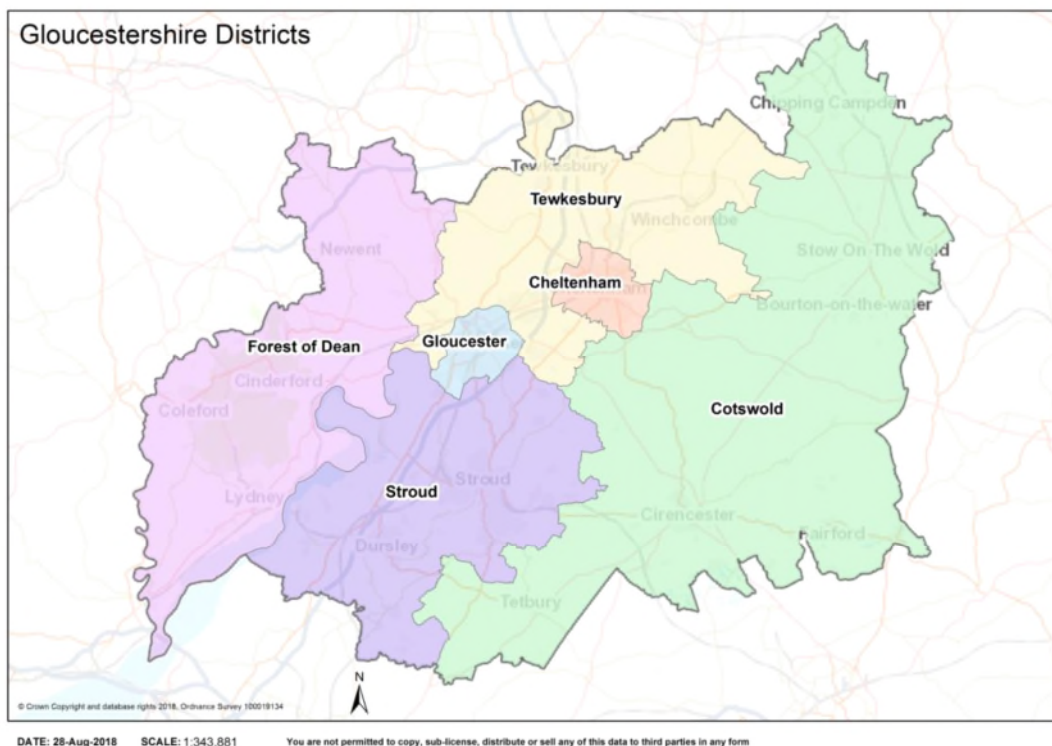 Gloucestershire Districts
Chipping Campden
Tewkesbury
Tewkesbury
Winchcombe
Newent
Stow On The Wold
Cheltenham
Bourton-on-the-water
Gloucester
Forest of Dean
Cinderford
Coleford
Cotswold
Stroud
Stroud
Lydney
Cirencester
Fairford
Dursley
Tetbury
N
© Crown Copyright and database rights 2018, Ordnance Survey 100019134
DATE: 28-Aug-2018 SCALE: 1:343,881 You are not permitted to copy, sub-license, distribute or sell any of this data to third parties in any form